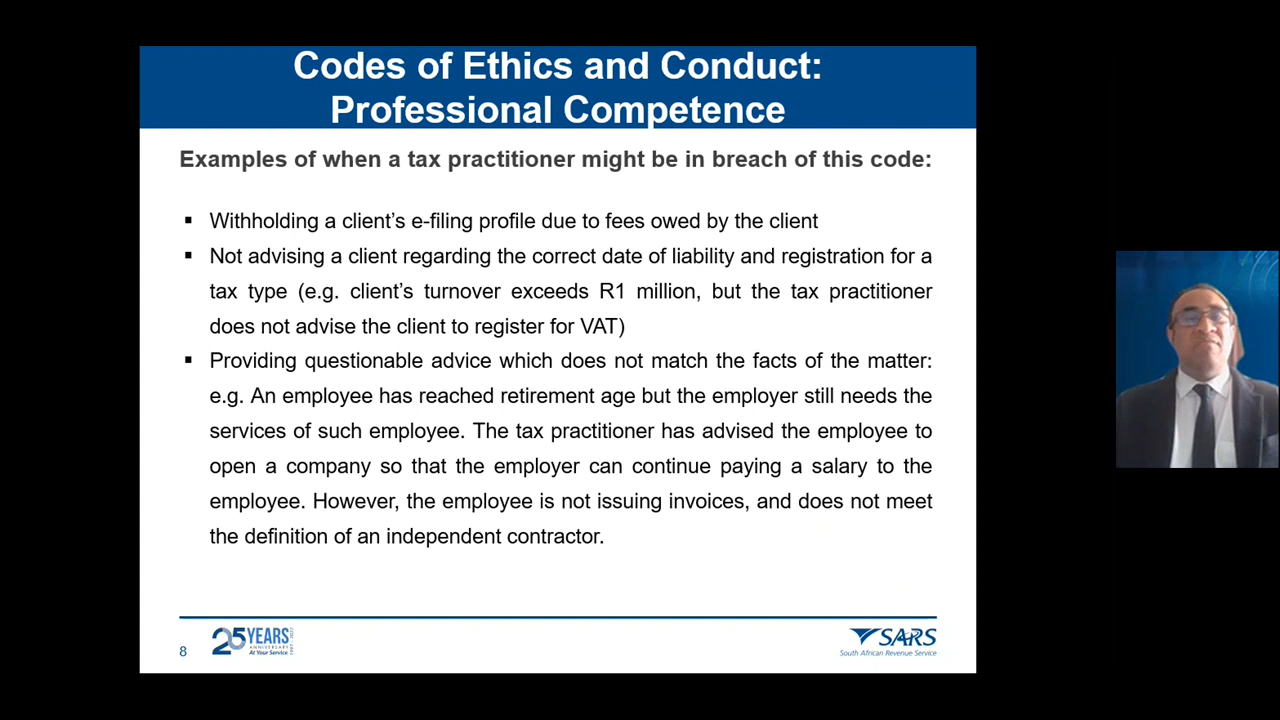 Codes of Ethics and Conduct:
Professional Competence
Examples of when a tax practitioner might be in breach of this code:
▪ Withholding a client’s e-filing profile due to fees owed by the client
▪ Not advising a client regarding the correct date of liability and registration for a
tax type (e.g. client’s turnover exceeds R1 million, but the tax practitioner
does not advise the client to register for VAT)
▪ Providing questionable advice which does not match the facts of the matter:
e.g. An employee has reached retirement age but the employer still needs the
services of such employee. The tax practitioner has advised the employee to
open a company so that the employer can continue paying a salary to the
employee. However, the employee is not issuing invoices, and does not meet
the definition of an independent contractor.
8
25 YEARS
ANNIVERSARY
At Your Service
SARS
South African Revenue Service